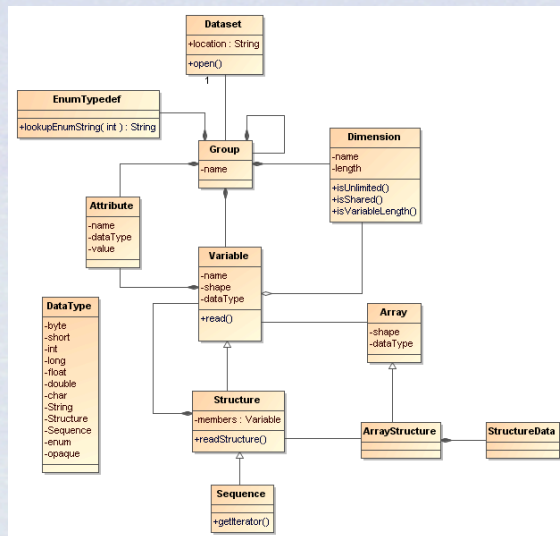 Dataset
+location : String
+open()
1
EnumTypedef
+lookupEnumString( int ) : String
Group
-name
Dimension
-name
-length
+isUnlimited()
+isShared()
+isVariableLength()
Attribute
-name
-dataType
-value
Variable
-name
-shape
-dataType
+read()
DataType
-byte
-short
-int
-long
-float
-double
-char
-String
-Structure
-Sequence
-enum
-opaque
Array
-shape
-dataType
Structure
-members : Variable
+readStructure()
ArrayStructure
StructureData
Sequence
+getIterator()